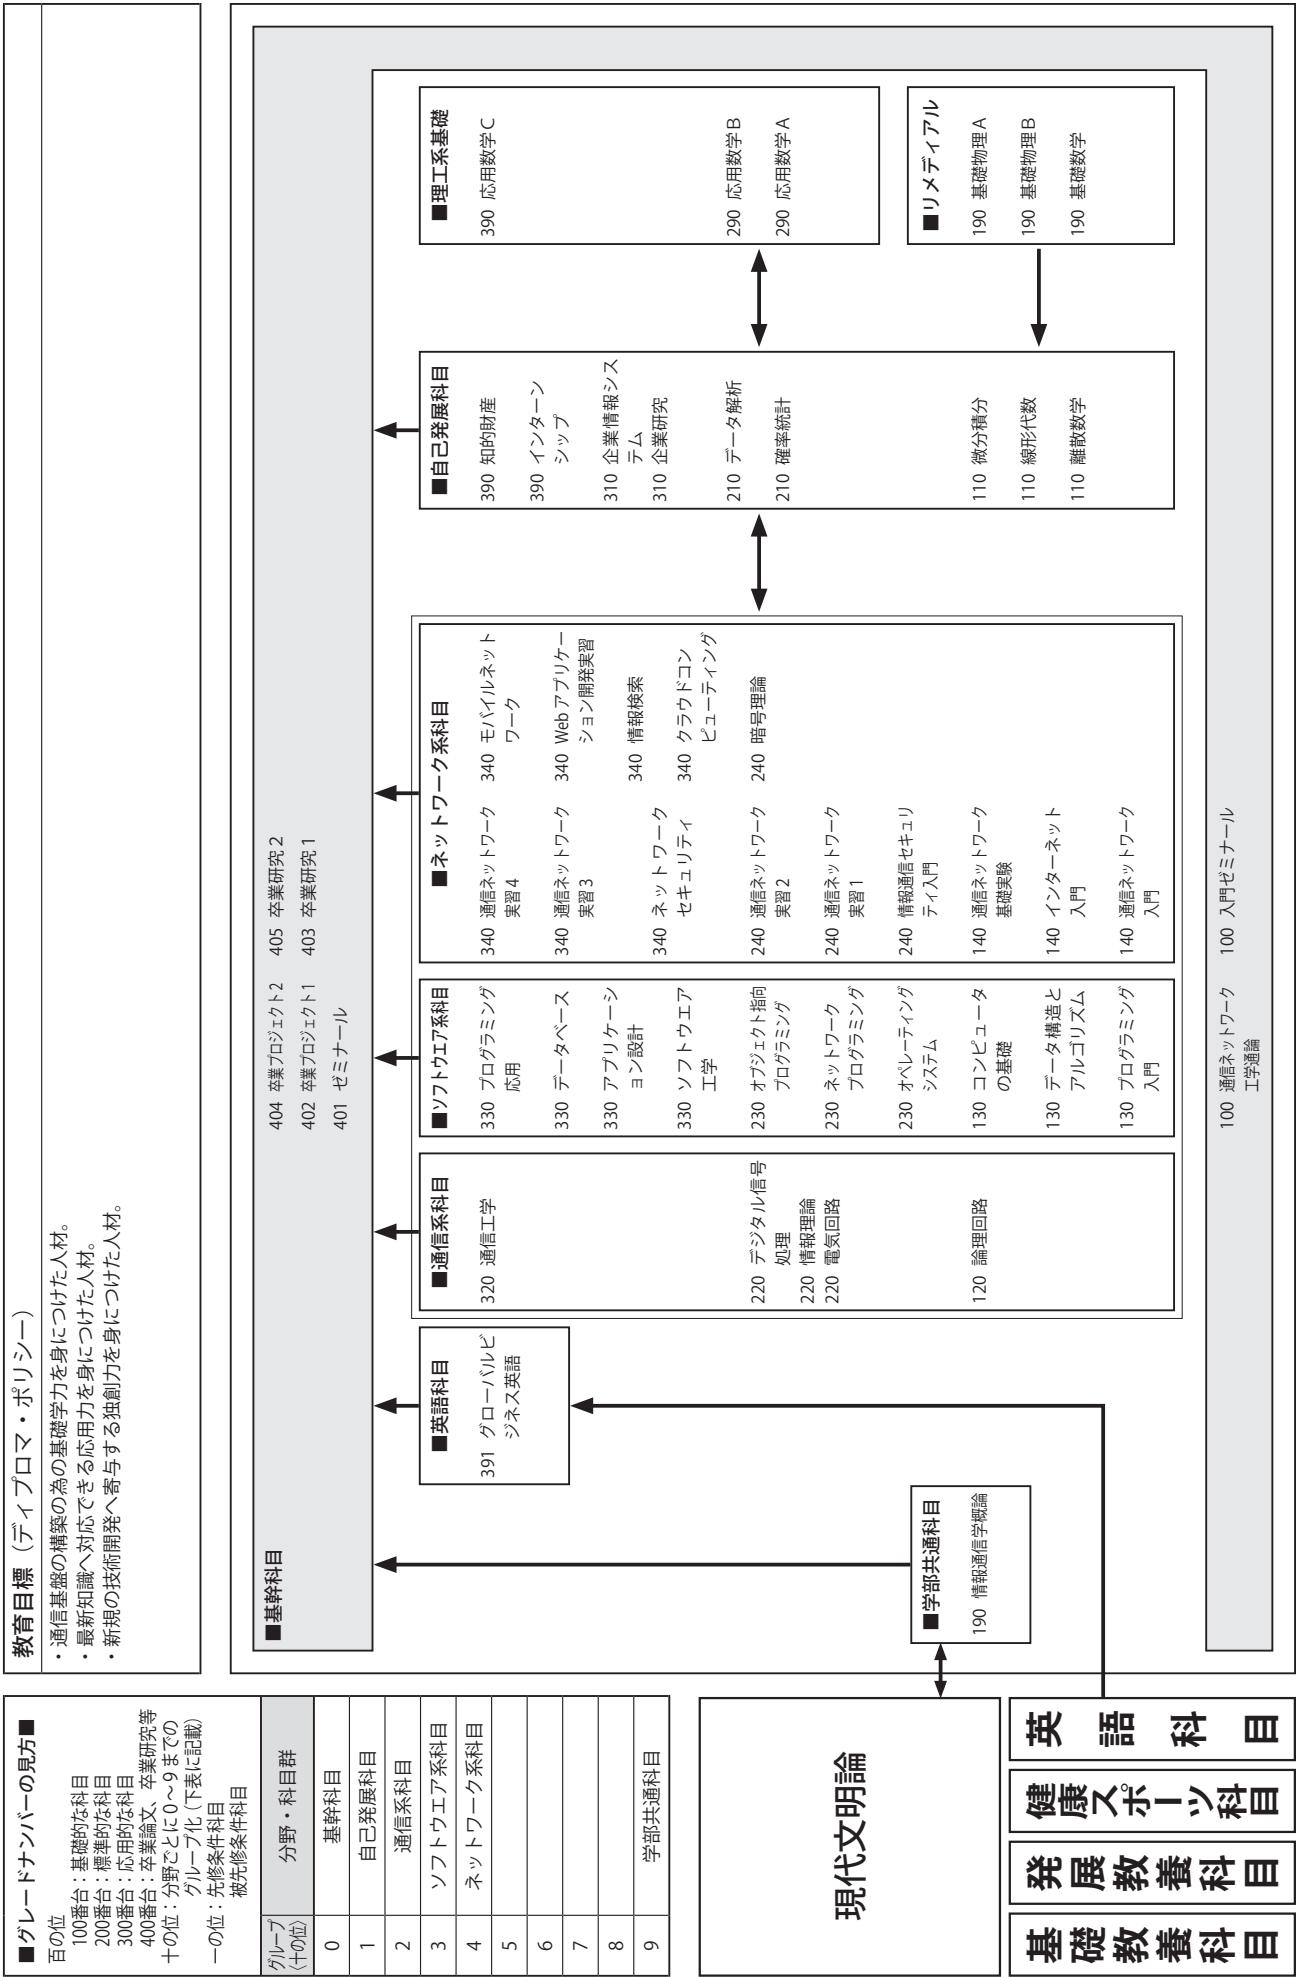 ■グレードナンバーの見方■
百の位
100番台：基礎的な科目
200番台：標準的な科目
300番台：応用的な科目
400番台：卒業論文、卒業研究等
十の位：分野ごとに０～９までの
グループ化（下表に記載）
一の位：先修条件科目
被先修条件科目
グループ
〈十の位〉
分野・科目群
0 基幹科目
1 自己発展科目
2 通信系科目
3 ソフトウエア系科目
4 ネットワーク系科目
5
6
7
8
9 学部共通科目
現代文明論
英語科目
健康スポーツ科目
発展教養科目
基礎教養科目
教育目標（ディプロマ・ポリシー）
・通信基盤の構築の為の基礎学力を身につけた人材。
・最新知識へ対応できる応用力を身につけた人材。
・新規の技術開発へ寄与する独創力を身につけた人材。
■基幹科目
404 卒業プロジェクト2 405 卒業研究２
402 卒業プロジェクト1 403 卒業研究１
401 ゼミナール
■学部共通科目
190 情報通信学概論
■英語科目
391 グローバルビ
ジネス英語
■通信系科目
320 通信工学
220 デジタル信号
処理
220 情報理論
220 電気回路
120 論理回路
■ソフトウエア系科目
330 プログラミング
応用
330 データベース
330 アプリケーシ
ョン設計
330 ソフトウエア
工学
230 オブジェクト指向
プログラミング
230 ネットワーク
プログラミング
230 オペレーティング
システム
130 コンピュータ
の基礎
130 データ構造と
アルゴリズム
130 プログラミング
入門
■ネットワーク系科目
340 通信ネットワーク
実習４
340 通信ネットワーク
実習３
340 ネットワーク
セキュリティ
240 通信ネットワーク
実習２
240 通信ネットワーク
実習１
240 情報通信セキュリ
ティ入門
140 通信ネットワーク
基礎実験
140 インターネット
入門
140 通信ネットワーク
入門
340 モバイルネット
ワーク
340 Webアプリケー
ション開発実習
340 情報検索
340 クラウドコン
ピューティング
240 暗号理論
■自己発展科目
390 知的財産
390 インターン
シップ
310 企業情報シス
テム
310 企業研究
210 データ解析
210 確率統計
110 微分積分
110 線形代数
110 離散数学
■理工系基礎
390 応用数学Ｃ
290 応用数学Ｂ
290 応用数学Ａ
■リメディアル
190 基礎物理Ａ
190 基礎物理Ｂ
190 基礎数学
100 通信ネットワーク
工学通論
100 入門ゼミナール